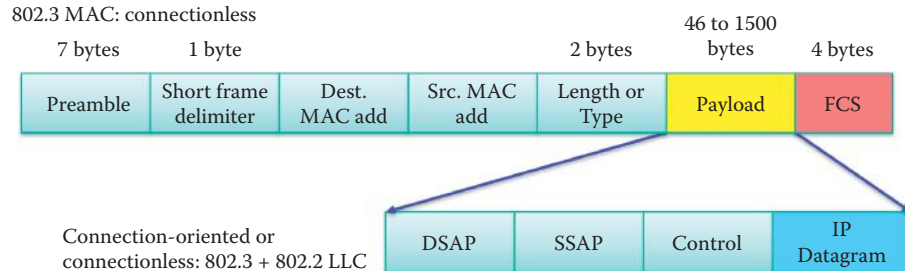 802.3 MAC: connectionless
7 bytes
1 byte
2 bytes
46 to 1500
bytes
4 bytes
Preamble
Short frame
delimiter
Dest.
MAC add
Src. MAC
add
Length or
Type
Payload
FCS
Connection-oriented or
connectionless: 802.3 + 802.2 LLC
DSAP
SSAP
Control
IP
Datagram